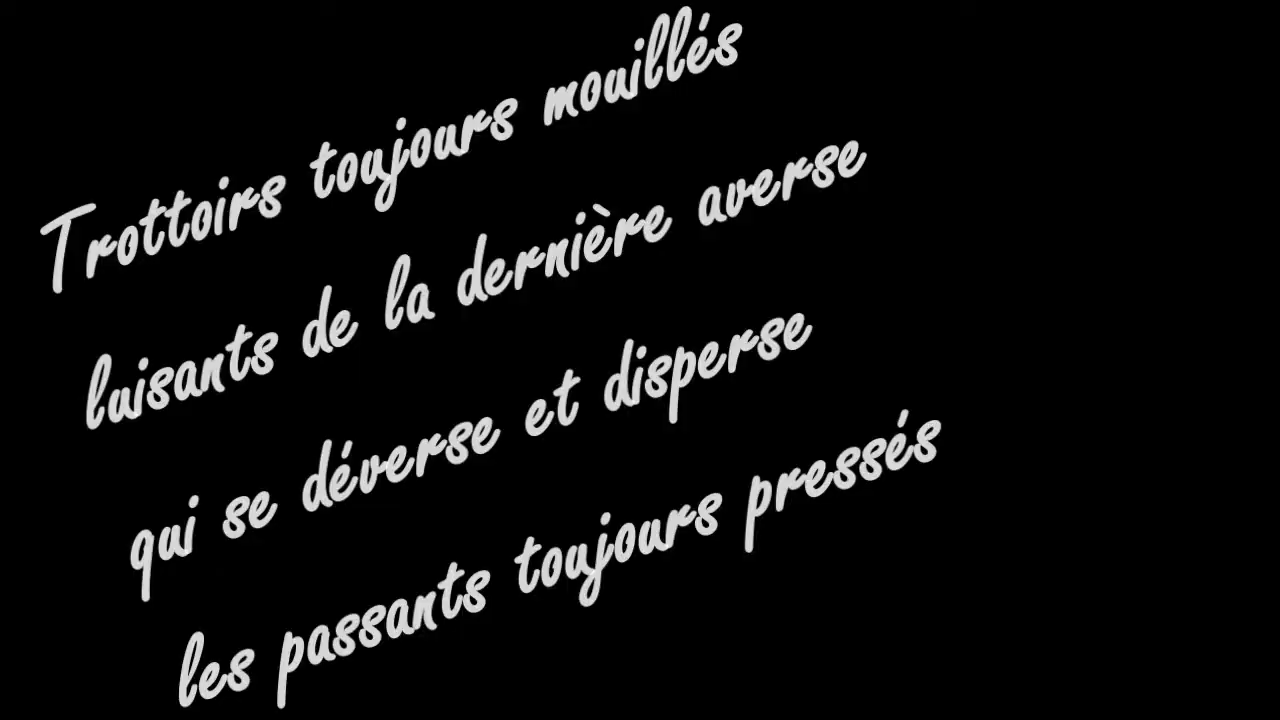 Trottoirs toujours mouillés
luisants de la dernière averse
qui se déverse et disperse
les passants toujours pressés